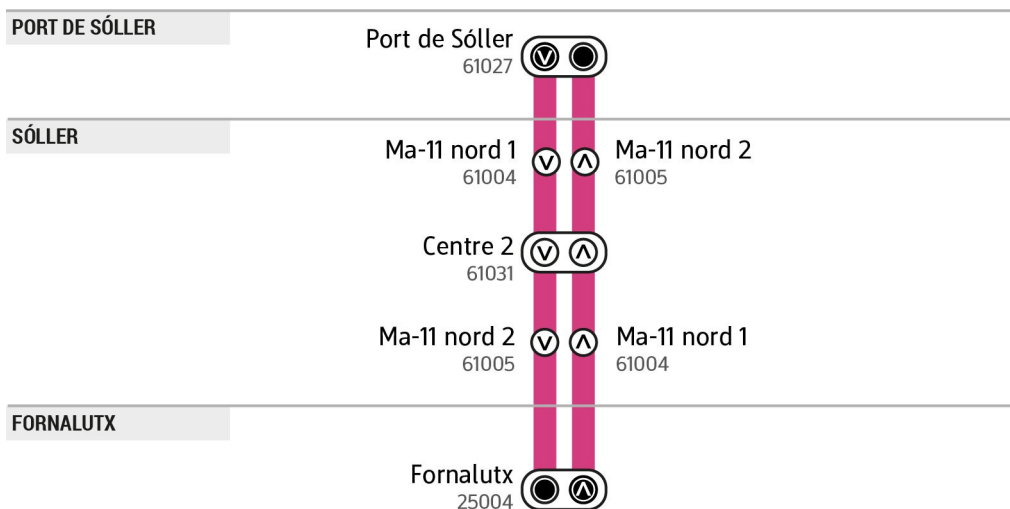 PORT DE SÓLLER
Port de Sóller
61027
SÓLLER
Ma-11 nord 1
61004
Ma-11 nord 2
61005
Centre 2
61031
Ma-11 nord 2
61005
Ma-11 nord 1
61004
FORNALUTX
Fornalutx
25004